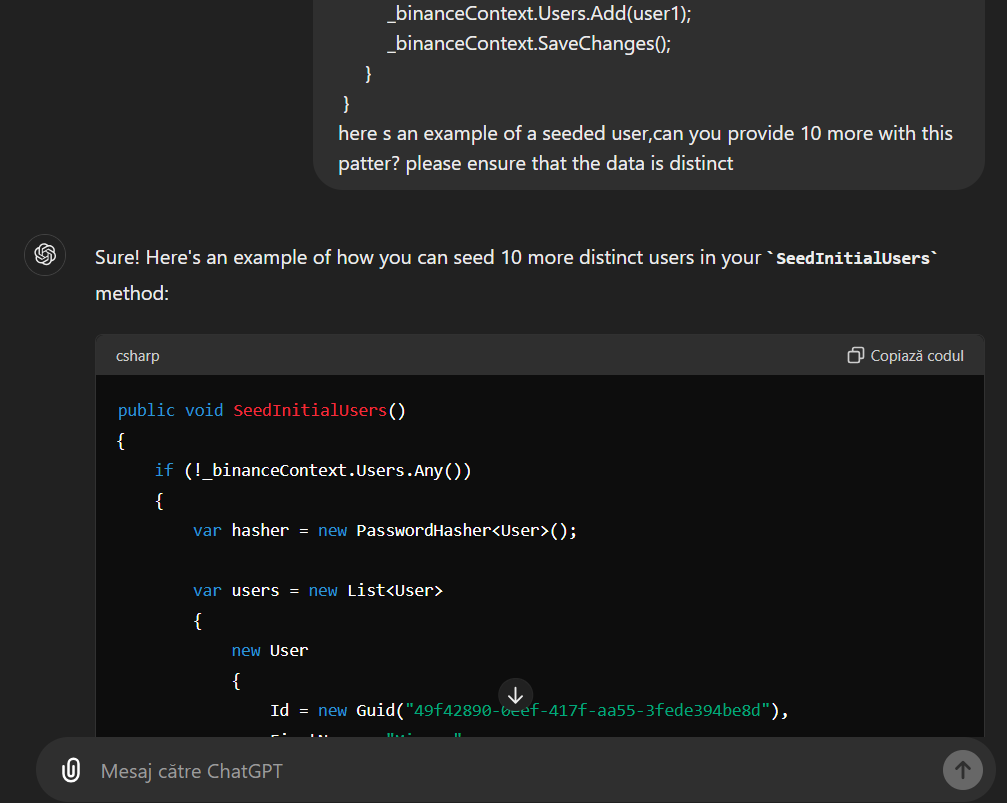 _binanceContext.Users.Add(user1);
_binanceContext.SaveChanges();
}
}
here s an example of a seeded user,can you provide 10 more with this
patter? please ensure that the data is distinct
Sure! Here's an example of how you can seed 10 more distinct users in your `SeedInitialUsers`
method:
csharp
Copiază codul
public void SeedInitialUsers()
{
if (!_binanceContext.Users.Any())
{
var hasher = new PasswordHasher<User>();
var users = new List<User>
{
new User
{
Id = new Guid("49f42890-0eef-417f-aa55-3fede394be8d"),
Mesaj către ChatGPT